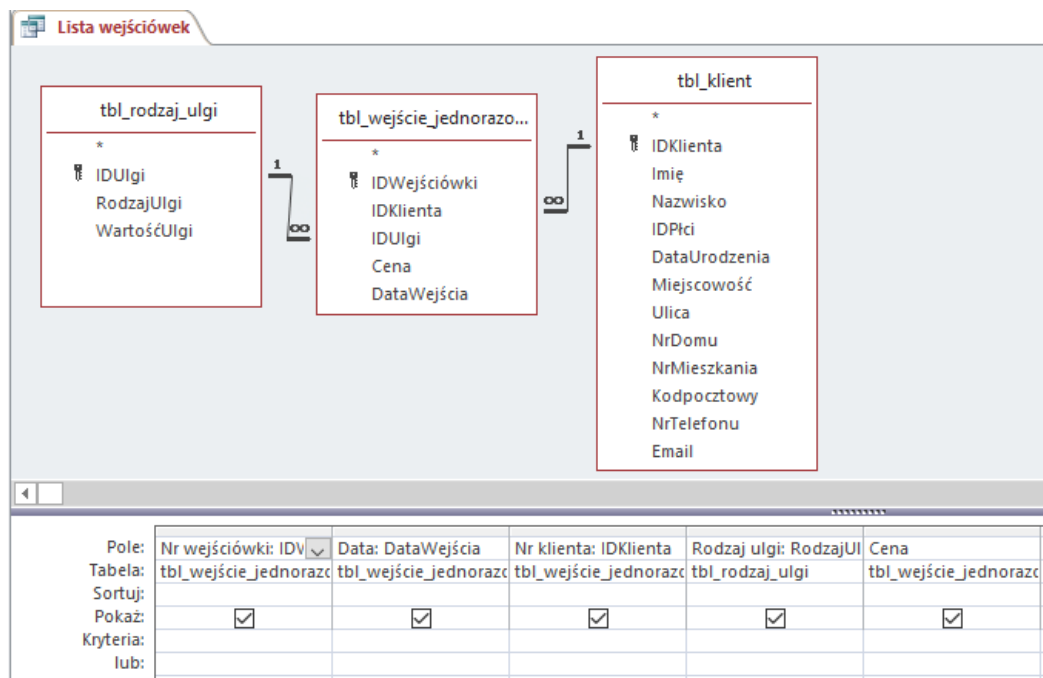 Lista wejściówek
tbl_rodzaj_ulgi
*
IDUlgi
RodzajUlgi
WartośćUlgi
1
∞
tbl_wejście_jednorazo...
*
IDWejściówki
IDKlienta
IDUlgi
Cena
DataWejścia
1
∞
tbl_klient
*
IDKlienta
Imię
Nazwisko
IDPłci
DataUrodzenia
Miejscowość
Ulica
NrDomu
NrMieszkania
Kodpocztowy
NrTelefonu
Email
Pole: Nr wejściówki: IDW Data: DataWejścia Nr klienta: IDKlienta Rodzaj ulgi: RodzajUl Cena
Tabela: tbl_wejście_jednorazo tbl_wejście_jednorazo tbl_wejście_jednorazo tbl_rodzaj_ulgi tbl_wejście_jednorazo
Sortuj:
Pokaż:
Kryteria:
lub: